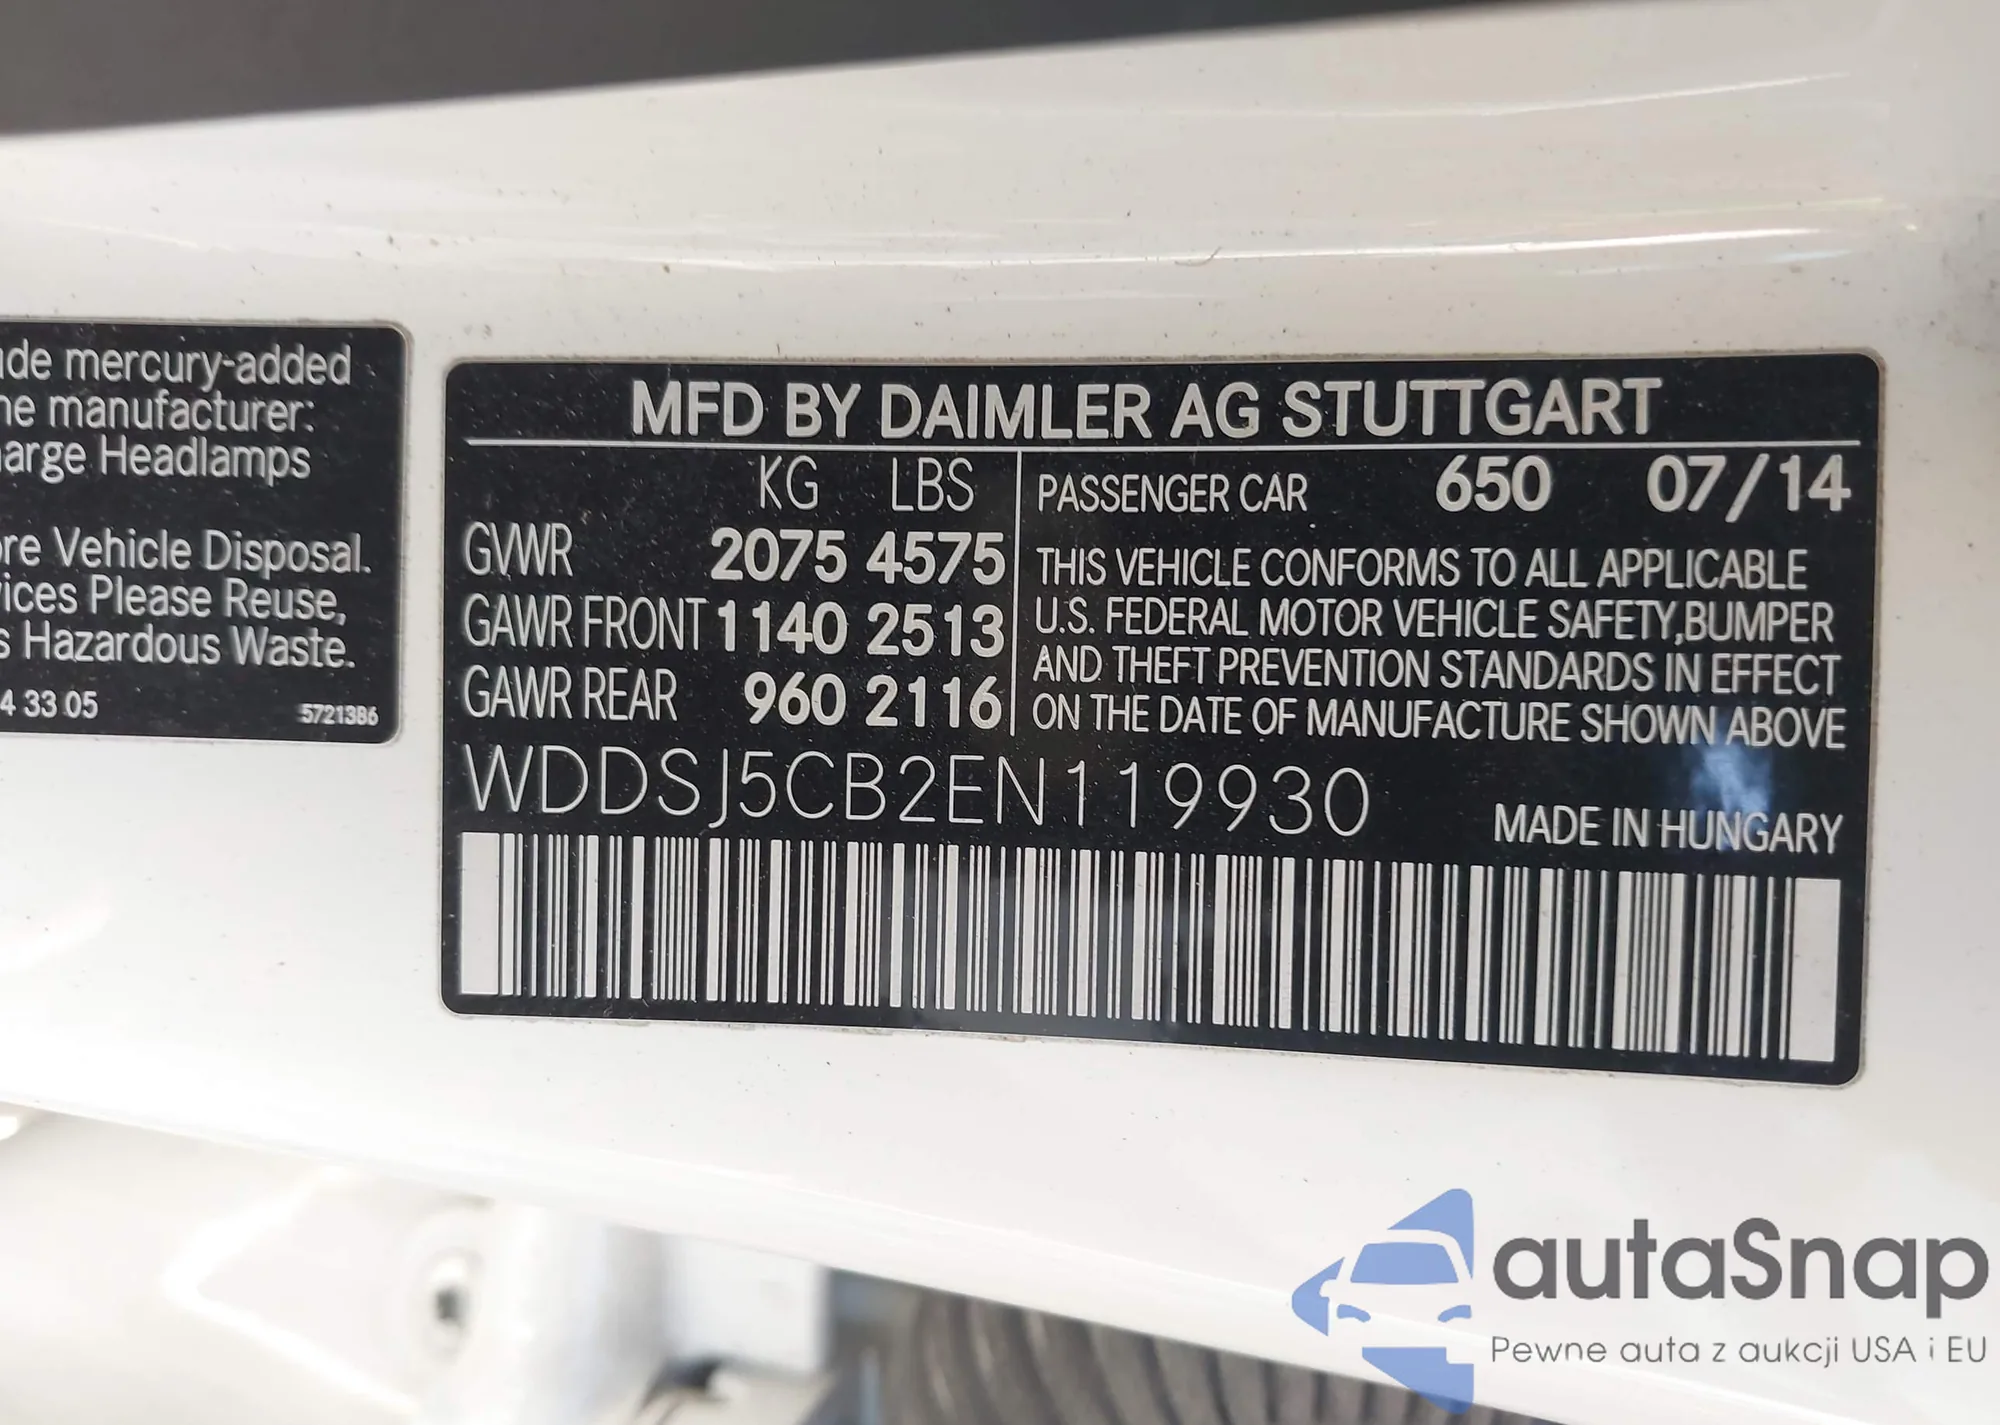 ude mercury-added
he manufacturer:
arge Headlamps
ore Vehicle Disposal.
vices Please Reuse,
s Hazardous Waste.
4 33 05
5721386
MFD BY DAIMLER AG STUTTGART
KG LBS
GVWR 2075 4575
GAWR FRONT 1140 2513
GAWR REAR 960 2116
PASSENGER CAR 650 07/14
THIS VEHICLE CONFORMS TO ALL APPLICABLE
U.S. FEDERAL MOTOR VEHICLE SAFETY,BUMPER
AND THEFT PREVENTION STANDARDS IN EFFECT
ON THE DATE OF MANUFACTURE SHOWN ABOVE
WDDSJ5CB2EN119930
MADE IN HUNGARY
autaSnap
Pewne auta z aukcji USA i EU